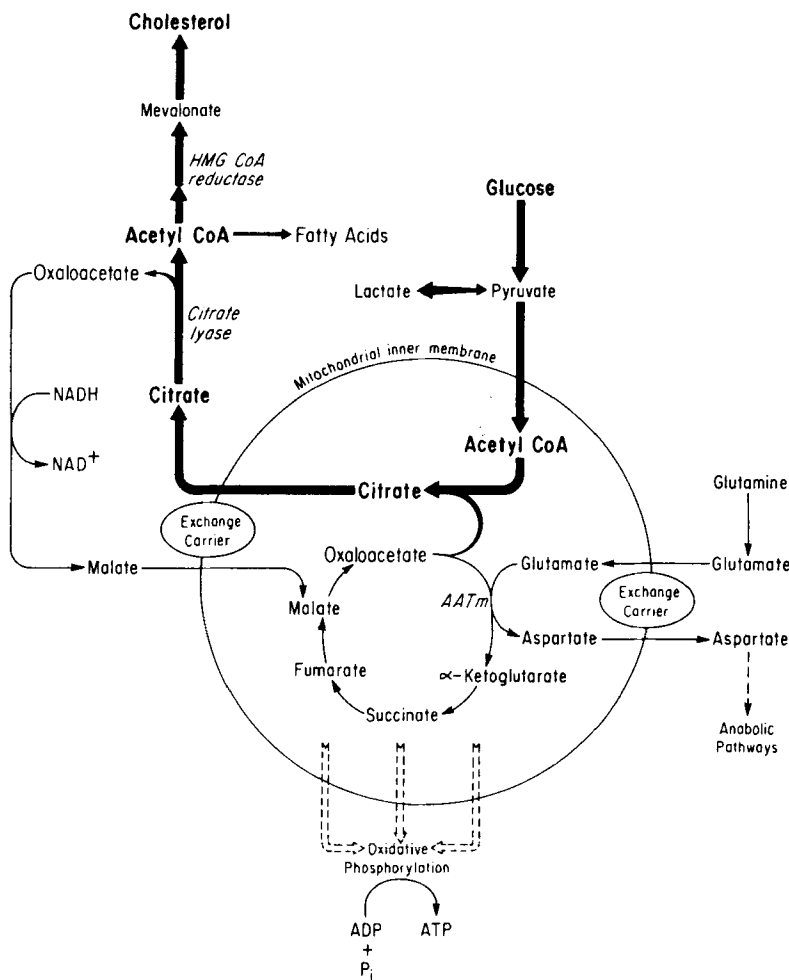 Cholesterol
Mevalonate
HMG CoA
reductase
Glucose
Acetyl CoA
Fatty Acids
Oxaloacetate
Lactate
Pyruvate
Citrate
lyase
Mitochondrial inner membrane
NADH
Citrate
NAD+
Acetyl CoA
Citrate
Glutamine
Exchange
Carrier
Oxaloacetate
Glutamate
Glutamate
Malate
Malate
AATm
Exchange
Carrier
Aspartate
Aspartate
Fumarate
α-Ketoglutarate
Succinate
Anabolic
Pathways
Oxidative
Phosphorylation
ADP
+
Pi
ATP